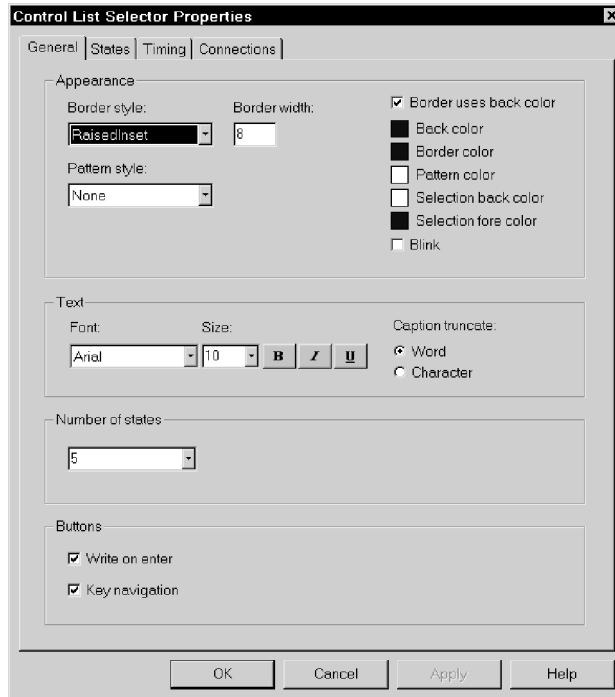 Control List Selector Properties
General States Timing Connections
Appearance
Border style: Border width:
RaisedInset 8
Pattern style:
None
Border uses back color
Back color
Border color
Pattern color
Selection back color
Selection fore color
Blink
Text
Font: Size:
Arial 10 B I U
Caption truncate:
Word
Character
Number of states
5
Buttons
Write on enter
Key navigation
OK Cancel Apply Help